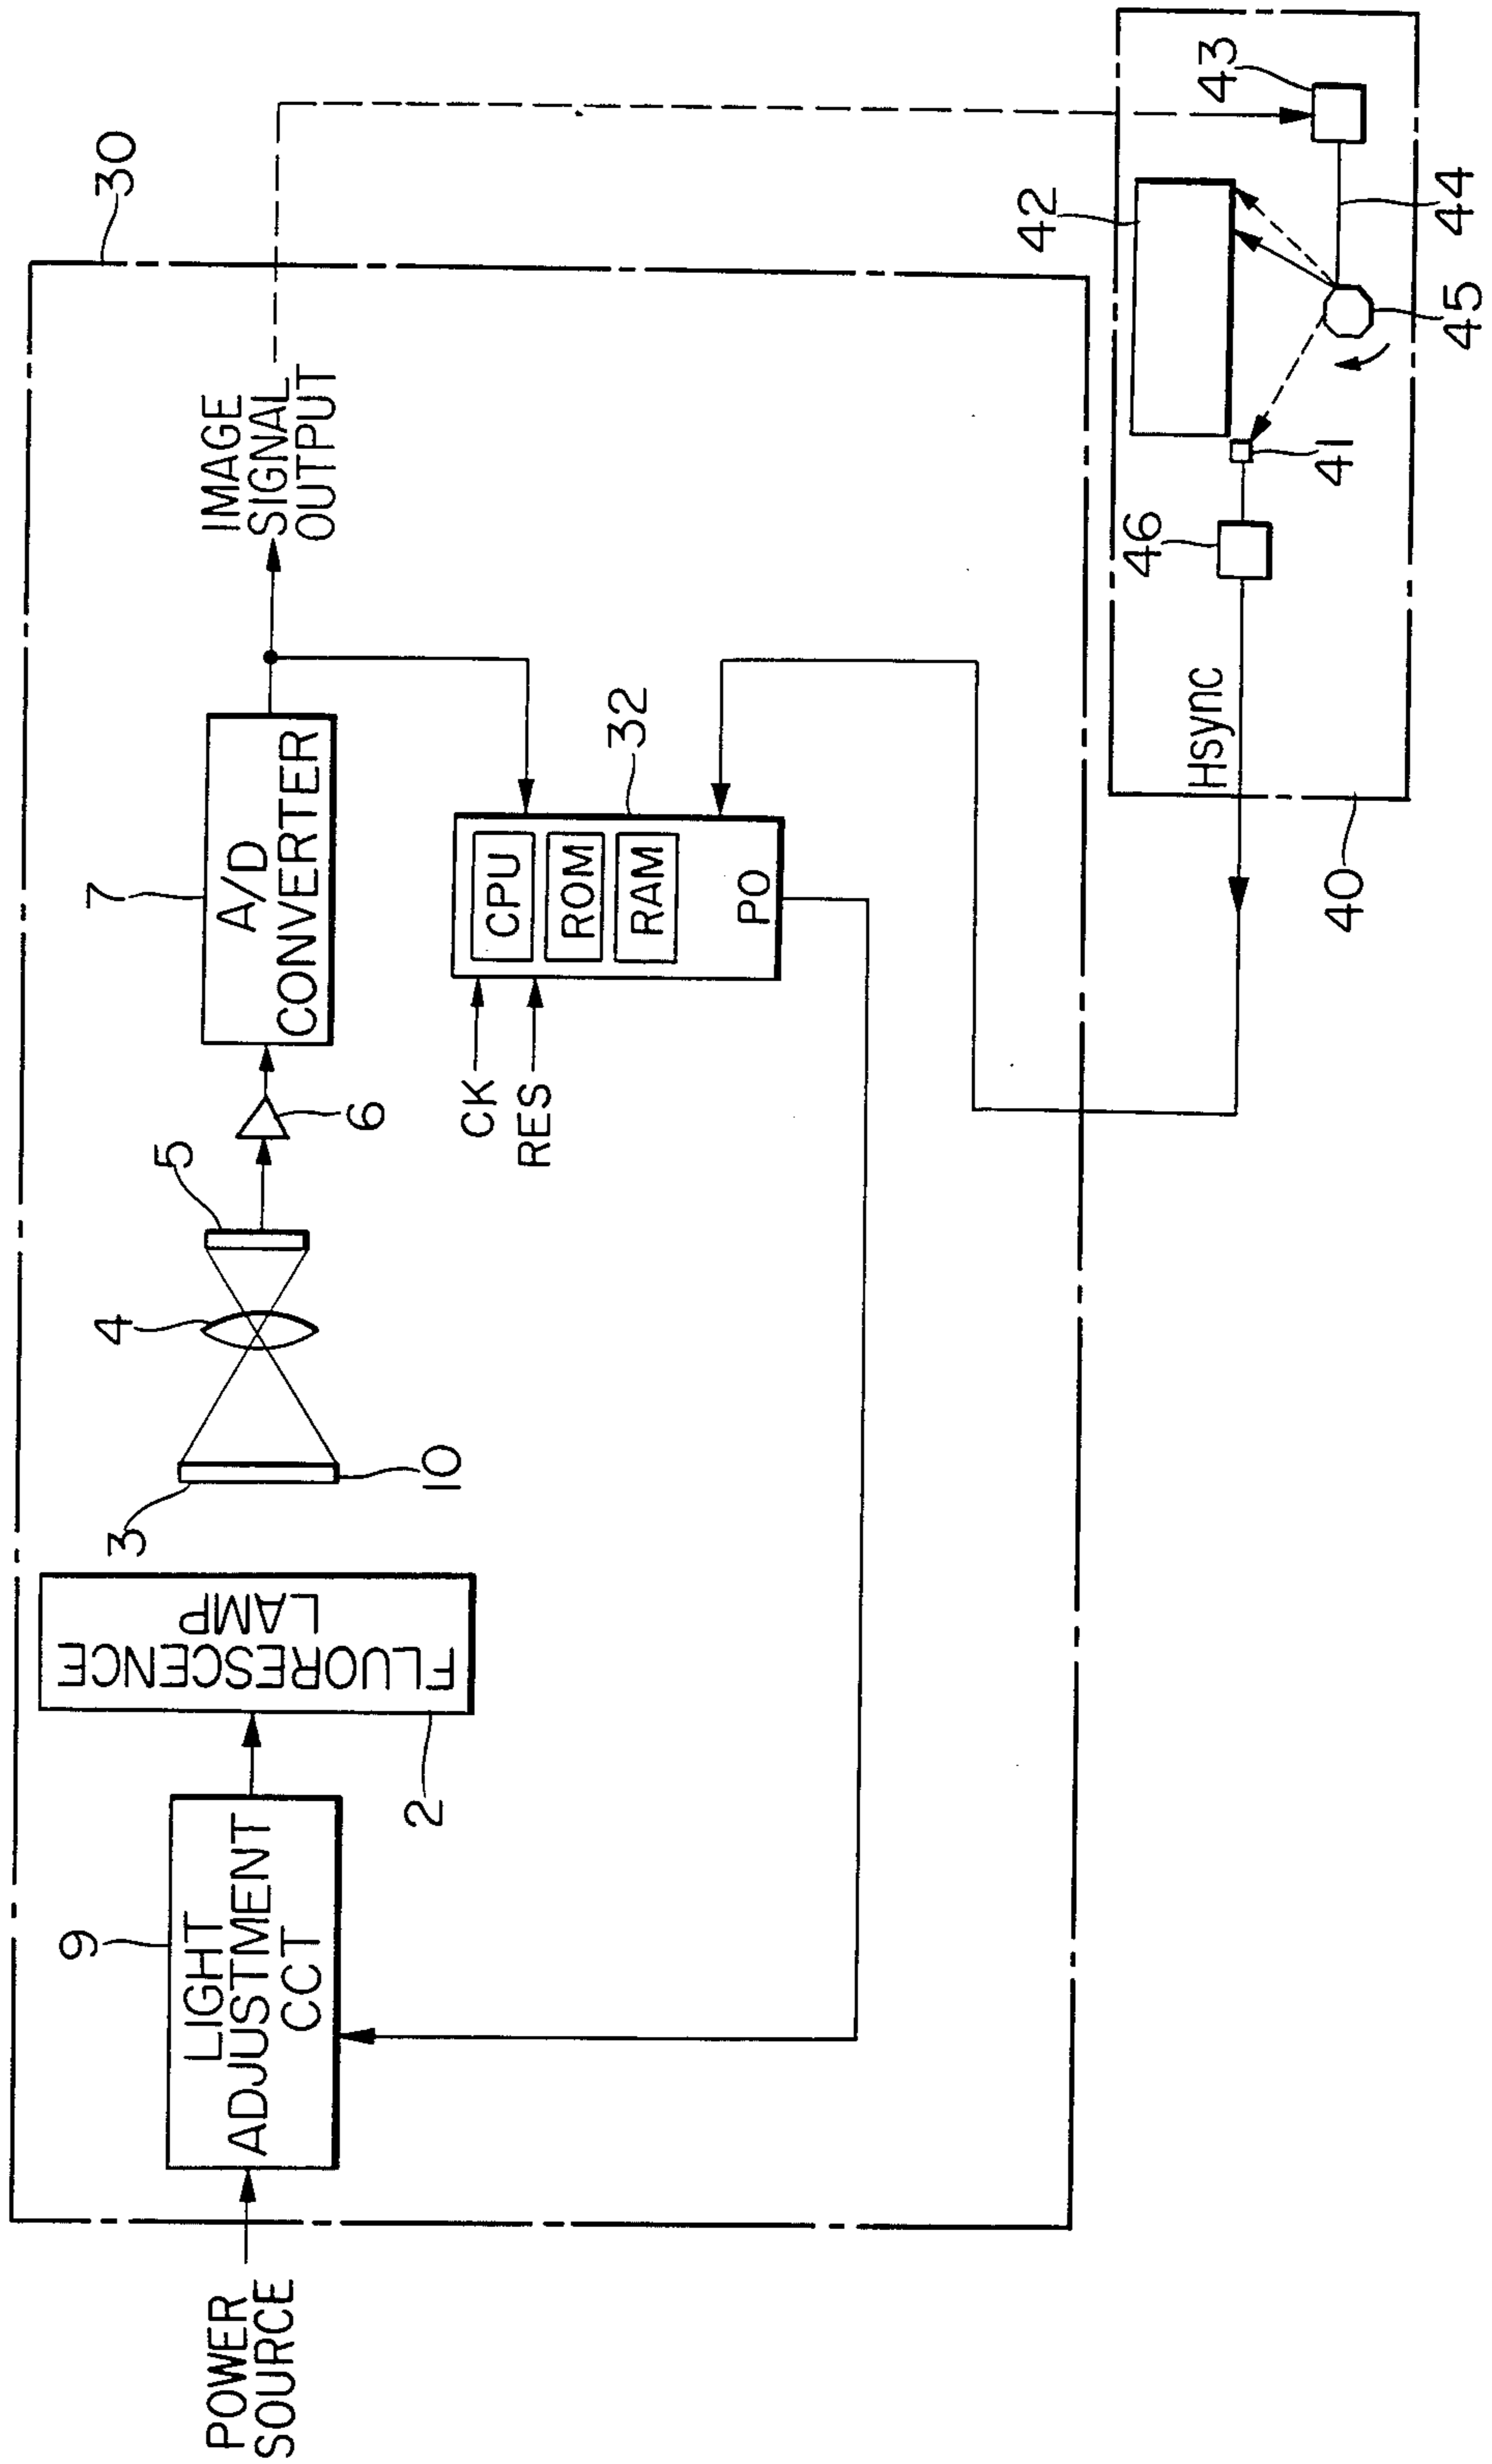 30
POWER
SOURCE
9
LIGHT
ADJUSTMENT
CCT
2
FLUORESCENCE
LAMP
3
10
4
5
6
7
A/D
CONVERTER
IMAGE
SIGNAL
OUTPUT
CK
RES
CPU
ROM
RAM
PO
32
Hsync
40
46
41
42
43
44
45